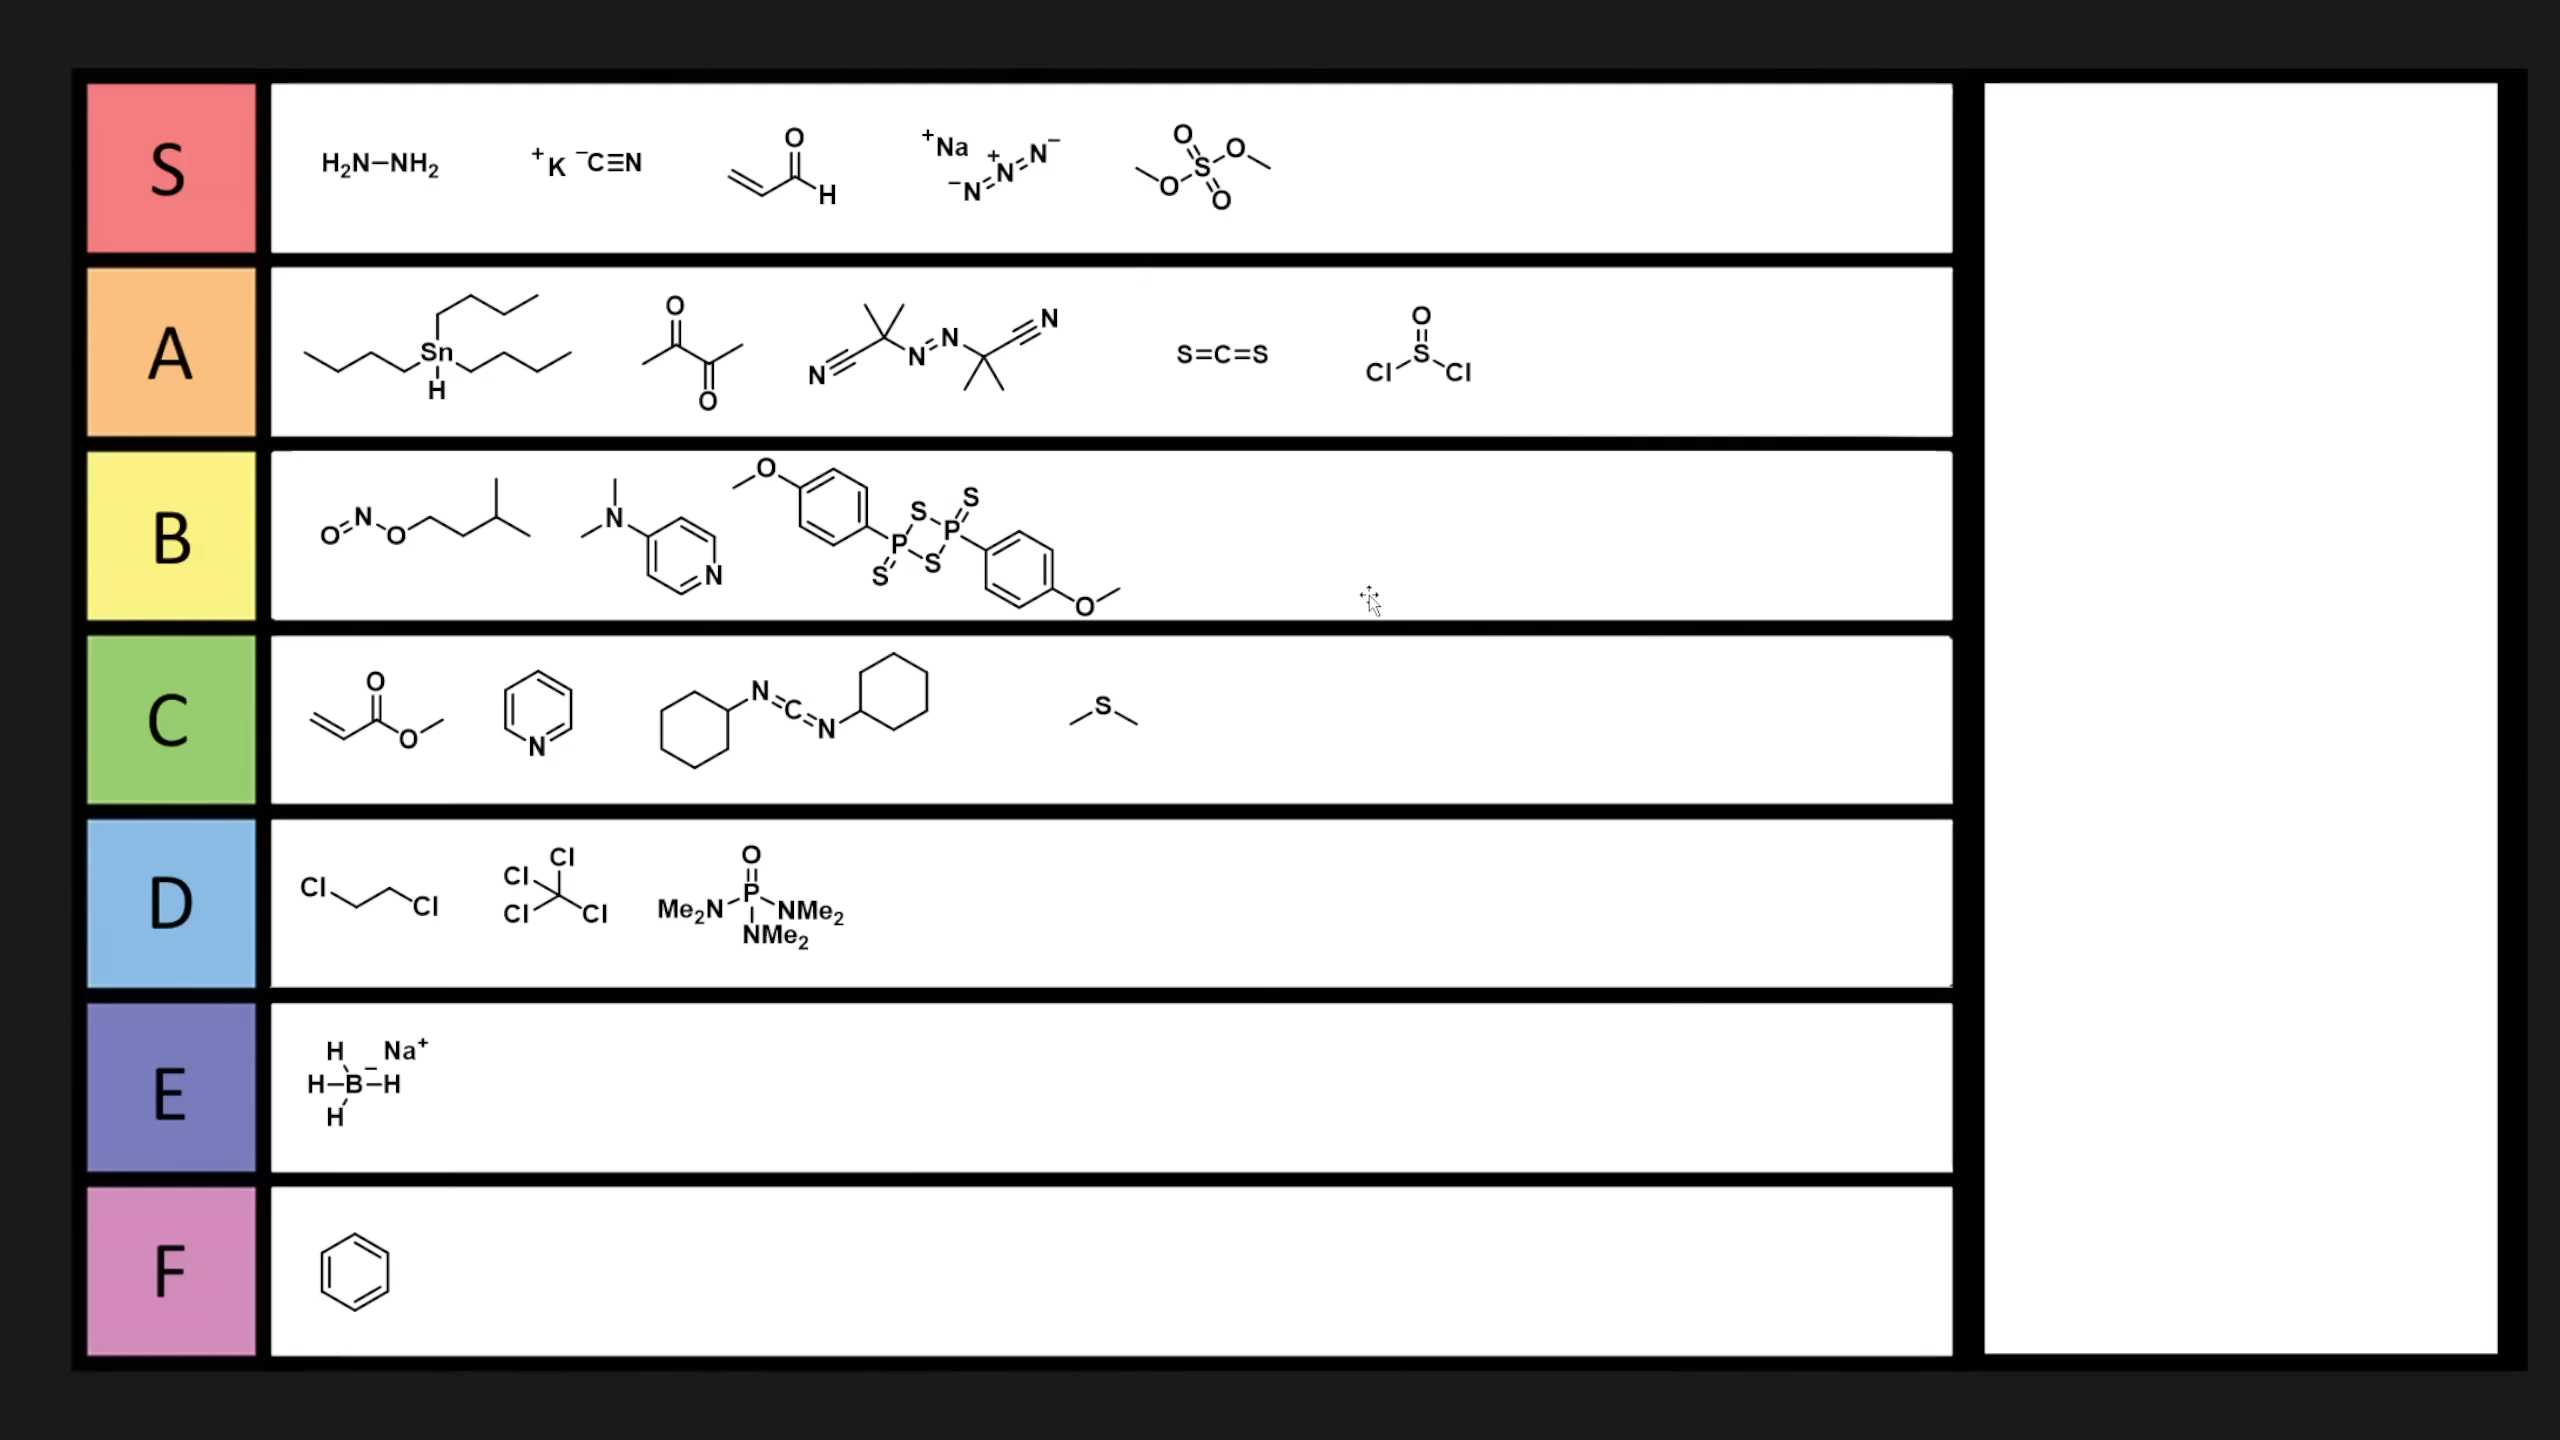 S
H₂N–NH₂
⁺K ⁻C≡N
O
H
⁺Na
⁻N=N⁺=N⁻
O
O
S
O
O
A
Sn
H
O
O
N
N=N
N
S=C=S
O
S
Cl
Cl
B
O=N
O
N
N
O
S
S
P
P
S
S
O
C
O
O
N
N=C=N
S
D
Cl
Cl
Cl
Cl
Cl
Cl
O
P
Me₂N
NMe₂
NMe₂
E
H
Na⁺
H–B⁻–H
H
F